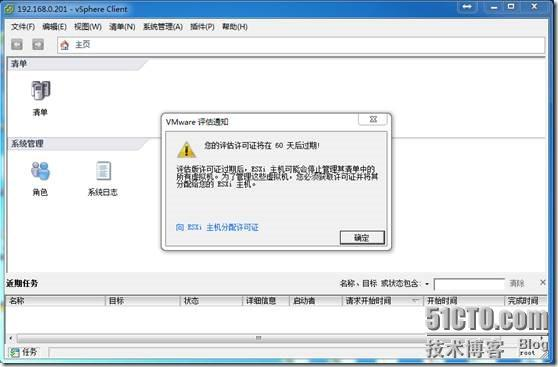 192.168.0.201 - vSphere Client
文件(F) 编辑(E) 视图(W) 清单(N) 系统管理(A) 插件(P) 帮助(H)
主页
清单
清单
系统管理
角色
系统日志
VMware 评估通知
您的评估许可证将在 60 天后过期!
评估版许可证过期后，ESXi 主机可能会停止管理其清单中的
所有虚拟机。为了管理这些虚拟机，您必须获取许可证并将其
分配给您的 ESXi 主机。
向 ESXi 主机分配许可证
确定
近期任务
名称、目标 或状态包含:
清除
名称 目标 状态 详细信息 启动者 请求开始时间 开始时间 完成时间
任务
root
51CTO.com
技术博客 Blog